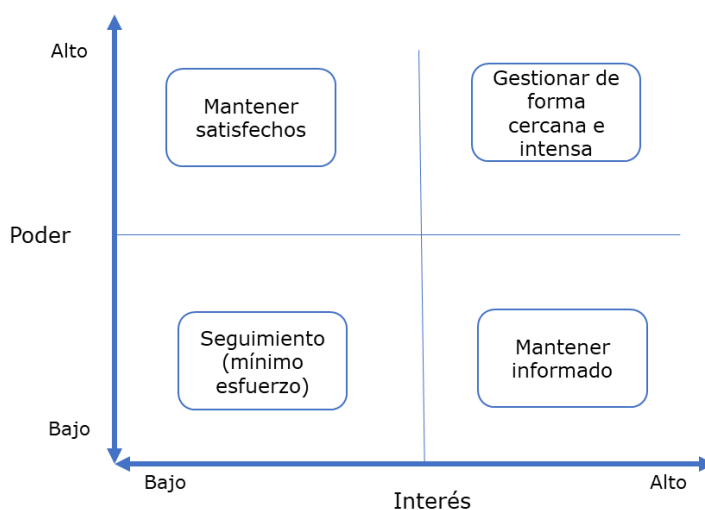 Alto
Mantener
satisfechos
Gestionar de
forma
cercana e
intensa
Poder
Seguimiento
(mínimo
esfuerzo)
Mantener
informado
Bajo
Bajo
Alto
Interés